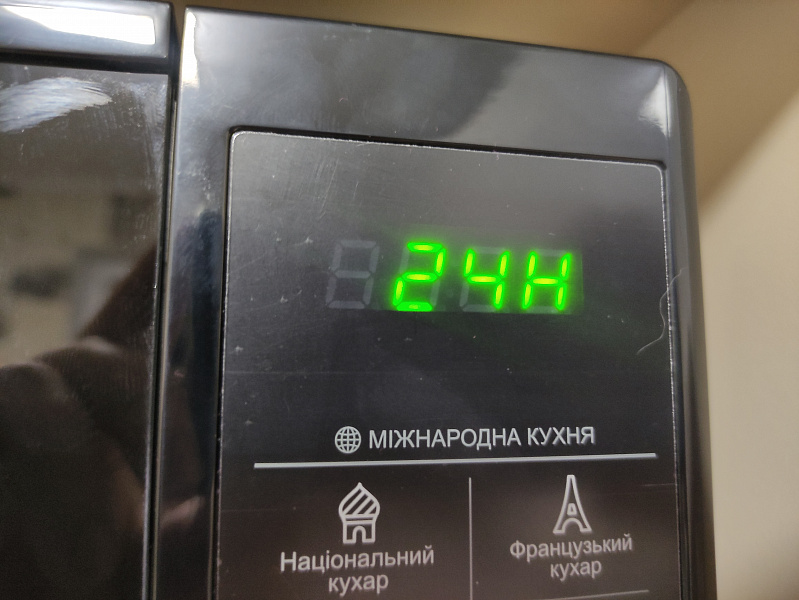 24H
МІЖНАРОДНА КУХНЯ
Національний
кухар
Французький
кухар